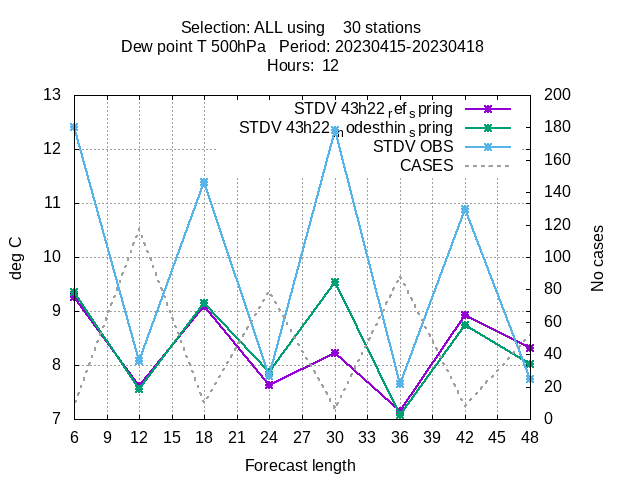 Selection: ALL using 30 stations
Dew point T 500hPa Period: 20230415-20230418
Hours: 12
STDV 43h22refspring
STDV 43h22modesthinspring
STDV OBS
CASES
13
12
11
10
9
8
7
deg C
200
180
160
140
120
100
80
60
40
20
0
No cases
6 9 12 15 18 21 24 27 30 33 36 39 42 45 48
Forecast length